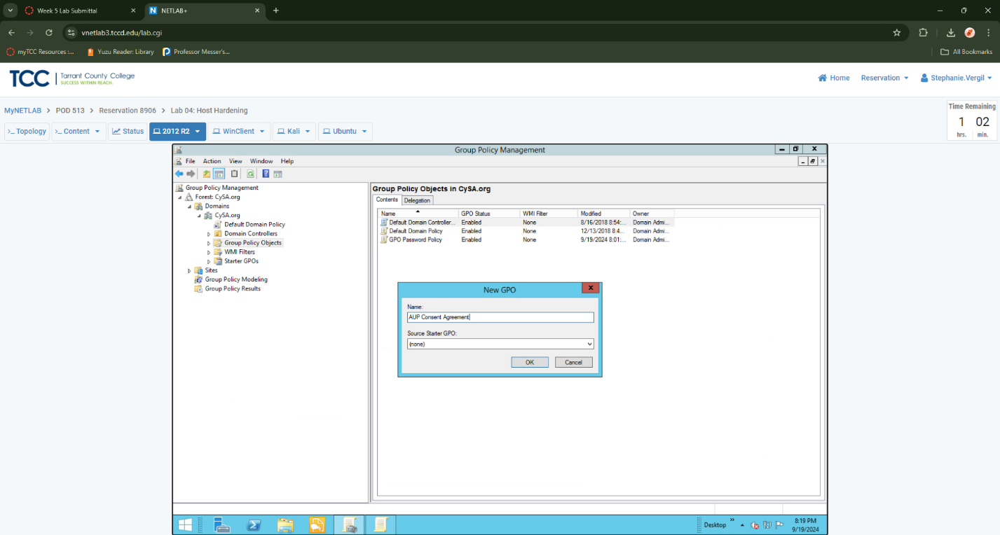 Week 5 Lab Submittal
NETLAB+
vnetlab3.tccd.edu/lab.cgi
myTCC Resources :...
Yuzu Reader: Library
Professor Messer's...
All Bookmarks
TCC
Tarrant County College
SUCCESS WITHIN REACH.
Home
Reservation
Stephanie.Vergil
MyNETLAB > POD 513 > Reservation 8906 > Lab 04: Host Hardening
Time Remaining
1 02
hrs. min.
>_ Topology
>_ Content
Status
2012 R2
WinClient
Kali
Ubuntu
Group Policy Management
File Action View Window Help
Group Policy Management
Forest: CySA.org
Domains
CySA.org
Default Domain Policy
Domain Controllers
Group Policy Objects
WMI Filters
Starter GPOs
Sites
Group Policy Modeling
Group Policy Results
Group Policy Objects in CySA.org
Contents Delegation
Name GPO Status WMI Filter Modified Owner
Default Domain Controller... Enabled None 8/16/2018 8:54:... Domain Admi...
Default Domain Policy Enabled None 12/13/2018 8:4... Domain Admi...
GPO Password Policy Enabled None 9/19/2024 8:01:... Domain Admi...
New GPO
Name:
AUP Consent Agreement
Source Starter GPO:
(none)
OK Cancel
Desktop
8:19 PM
9/19/2024